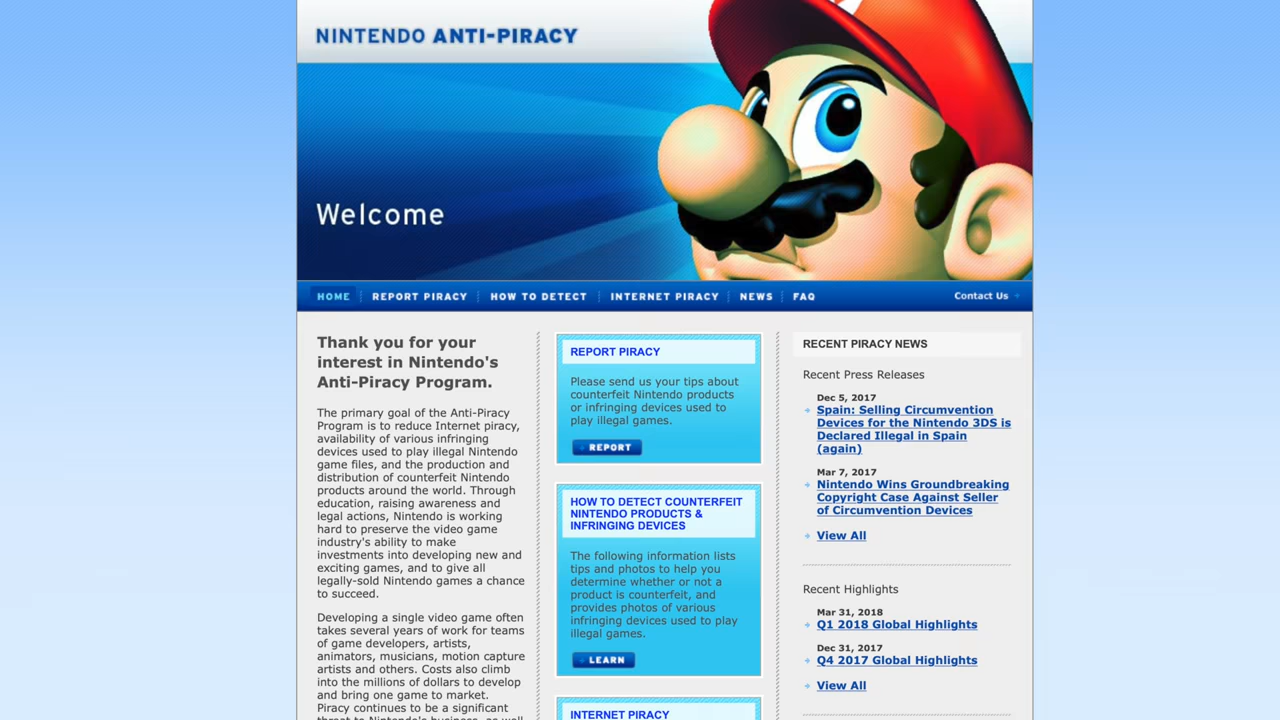 NINTENDO ANTI-PIRACY
Welcome
HOME
REPORT PIRACY
HOW TO DETECT
INTERNET PIRACY
NEWS
FAQ
Contact Us
Thank you for your
interest in Nintendo's
Anti-Piracy Program.
The primary goal of the Anti-Piracy
Program is to reduce Internet piracy,
availability of various infringing
devices used to play illegal Nintendo
game files, and the production and
distribution of counterfeit Nintendo
products around the world. Through
education, raising awareness and
legal actions, Nintendo is working
hard to preserve the video game
industry's ability to make
investments into developing new and
exciting games, and to give all
legally-sold Nintendo games a chance
to succeed.
Developing a single video game often
takes several years of work for teams
of game developers, artists,
animators, musicians, motion capture
artists and others. Costs also climb
into the millions of dollars to develop
and bring one game to market.
Piracy continues to be a significant
threat to Nintendo's business, as well
REPORT PIRACY
Please send us your tips about
counterfeit Nintendo products
or infringing devices used to
play illegal games.
REPORT
HOW TO DETECT COUNTERFEIT
NINTENDO PRODUCTS &
INFRINGING DEVICES
The following information lists
tips and photos to help you
determine whether or not a
product is counterfeit, and
provides photos of various
infringing devices used to play
illegal games.
LEARN
INTERNET PIRACY
RECENT PIRACY NEWS
Recent Press Releases
Dec 5, 2017
Spain: Selling Circumvention
Devices for the Nintendo 3DS is
Declared Illegal in Spain
(again)
Mar 7, 2017
Nintendo Wins Groundbreaking
Copyright Case Against Seller
of Circumvention Devices
View All
Recent Highlights
Mar 31, 2018
Q1 2018 Global Highlights
Dec 31, 2017
Q4 2017 Global Highlights
View All